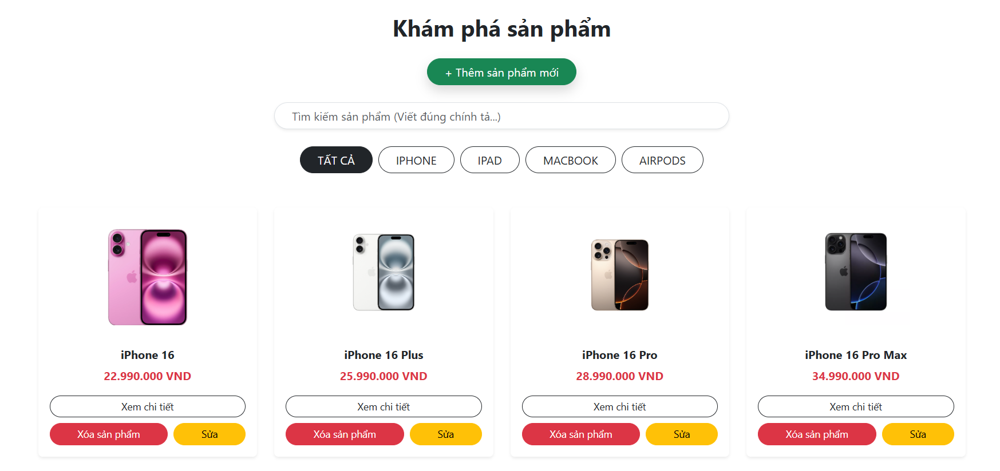 Khám phá sản phẩm
+ Thêm sản phẩm mới
Tìm kiếm sản phẩm (Viết đúng chính tả...)
TẤT CẢ IPHONE IPAD MACBOOK AIRPODS
iPhone 16 iPhone 16 Plus iPhone 16 Pro iPhone 16 Pro Max
22.990.000 VND 25.990.000 VND 28.990.000 VND 34.990.000 VND
Xem chi tiết Xem chi tiết Xem chi tiết Xem chi tiết
Xóa sản phẩm Sửa Xóa sản phẩm Sửa Xóa sản phẩm Sửa Xóa sản phẩm Sửa